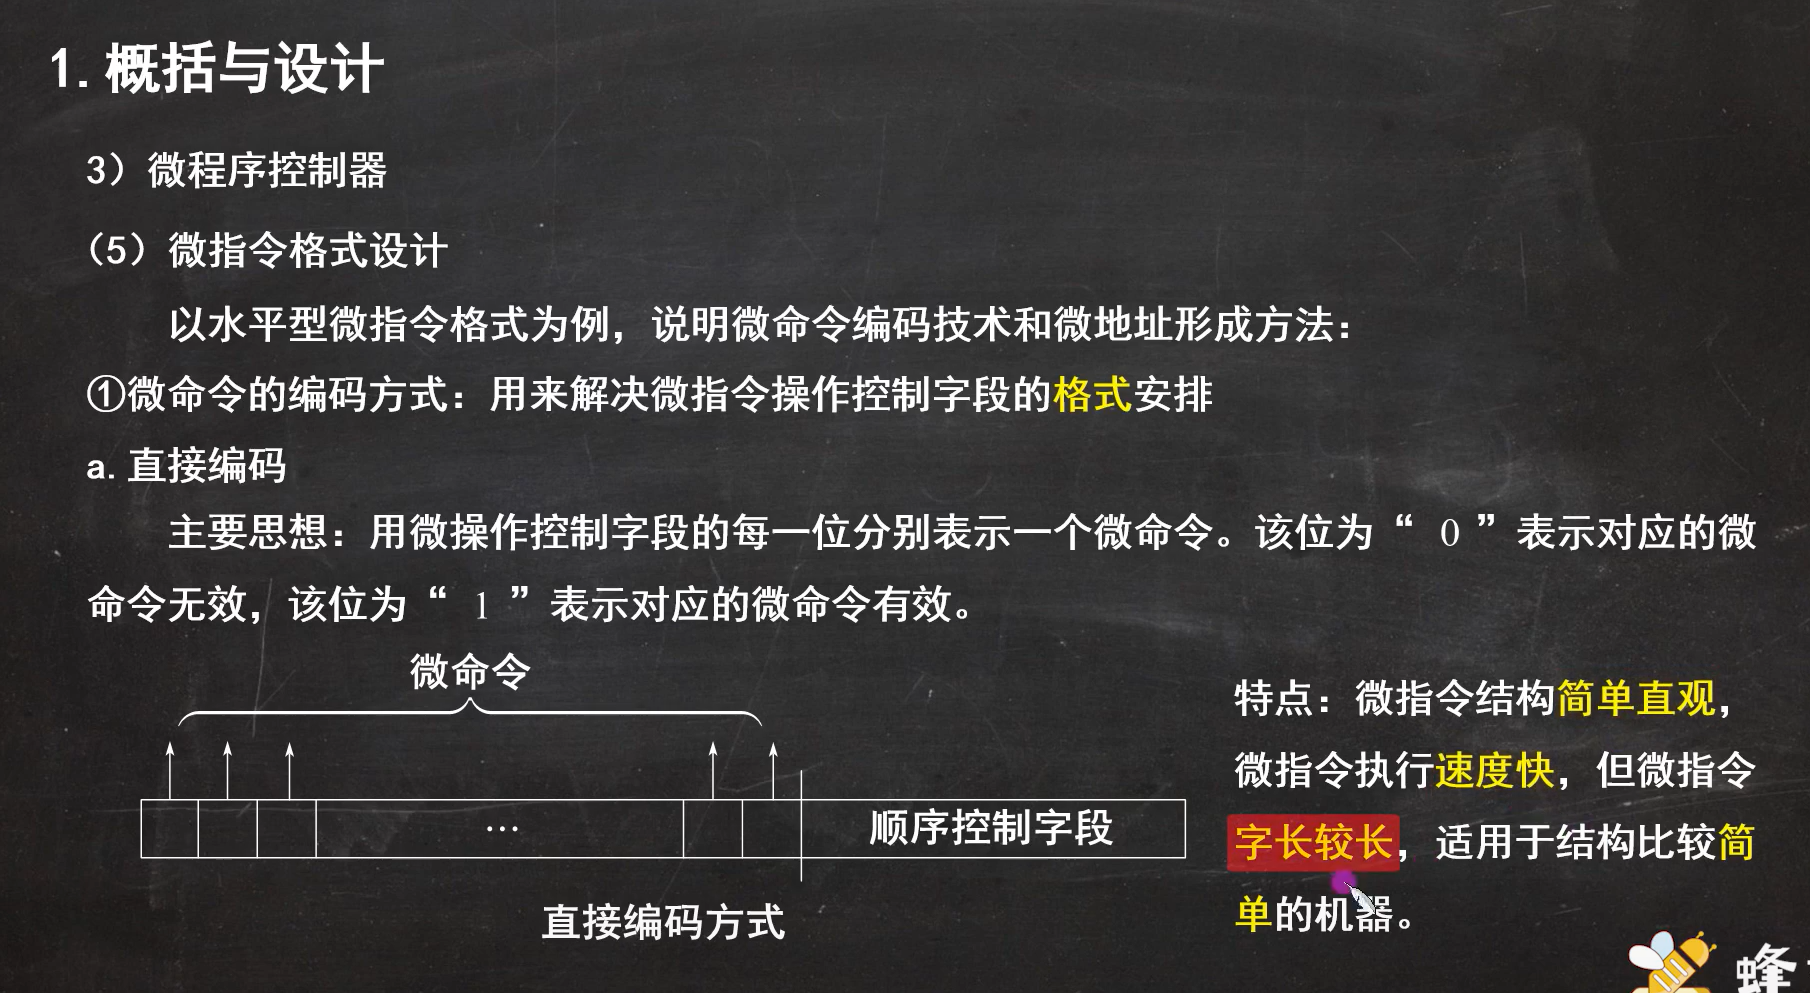 1.概括与设计
3）微程序控制器
（5）微指令格式设计
以水平型微指令格式为例，说明微命令编码技术和微地址形成方法：
①微命令的编码方式：用来解决微指令操作控制字段的格式安排
a.直接编码
主要思想：用微操作控制字段的每一位分别表示一个微命令。该位为“ 0 ”表示对应的微
命令无效，该位为“ 1 ”表示对应的微命令有效。
微命令
…
顺序控制字段
直接编码方式
特点：微指令结构简单直观，
微指令执行速度快，但微指令
字长较长，适用于结构比较简
单的机器。
蜂